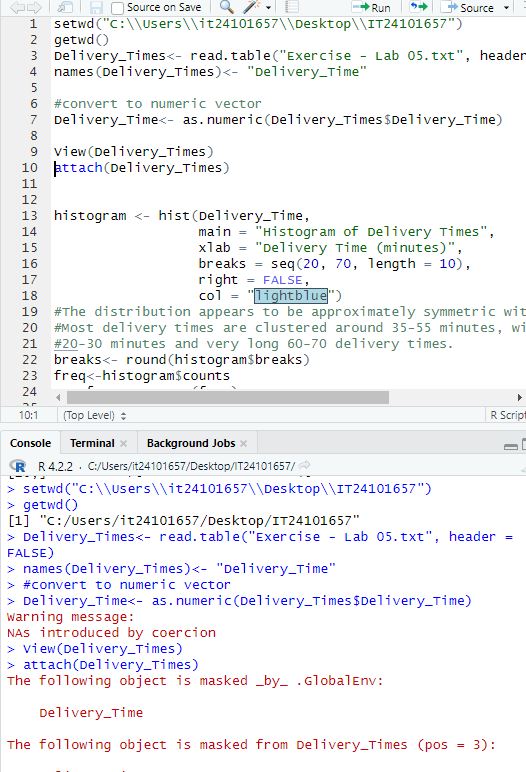 Source on Save
Run
Source
1 setwd("C:\\Users\\it24101657\\Desktop\\IT24101657")
2 getwd()
3 Delivery_Times<- read.table("Exercise - Lab 05.txt", header
4 names(Delivery_Times)<- "Delivery_Time"
5
6 #convert to numeric vector
7 Delivery_Time<- as.numeric(Delivery_Times$Delivery_Time)
8
9 View(Delivery_Times)
10 attach(Delivery_Times)
11
12
13 histogram <- hist(Delivery_Time,
14 main = "Histogram of Delivery Times",
15 xlab = "Delivery Time (minutes)",
16 breaks = seq(20, 70, length = 10),
17 right = FALSE,
18 col = "lightblue")
19 #The distribution appears to be approximately symmetric wit
20 #Most delivery times are clustered around 35-55 minutes, wi
21 #20-30 minutes and very long 60-70 delivery times.
22 breaks<- round(histogram$breaks)
23 freq<-histogram$counts
24
10:1 (Top Level) R Script
Console Terminal Background Jobs
R 4.2.2 · C:/Users/it24101657/Desktop/IT24101657/
> setwd("C:\\Users\\it24101657\\Desktop\\IT24101657")
> getwd()
[1] "C:/Users/it24101657/Desktop/IT24101657"
> Delivery_Times<- read.table("Exercise - Lab 05.txt", header =
FALSE)
> names(Delivery_Times)<- "Delivery_Time"
> #convert to numeric vector
> Delivery_Time<- as.numeric(Delivery_Times$Delivery_Time)
Warning message:
NAs introduced by coercion
> View(Delivery_Times)
> attach(Delivery_Times)
The following object is masked _by_ .GlobalEnv:
Delivery_Time
The following object is masked from Delivery_Times (pos = 3):